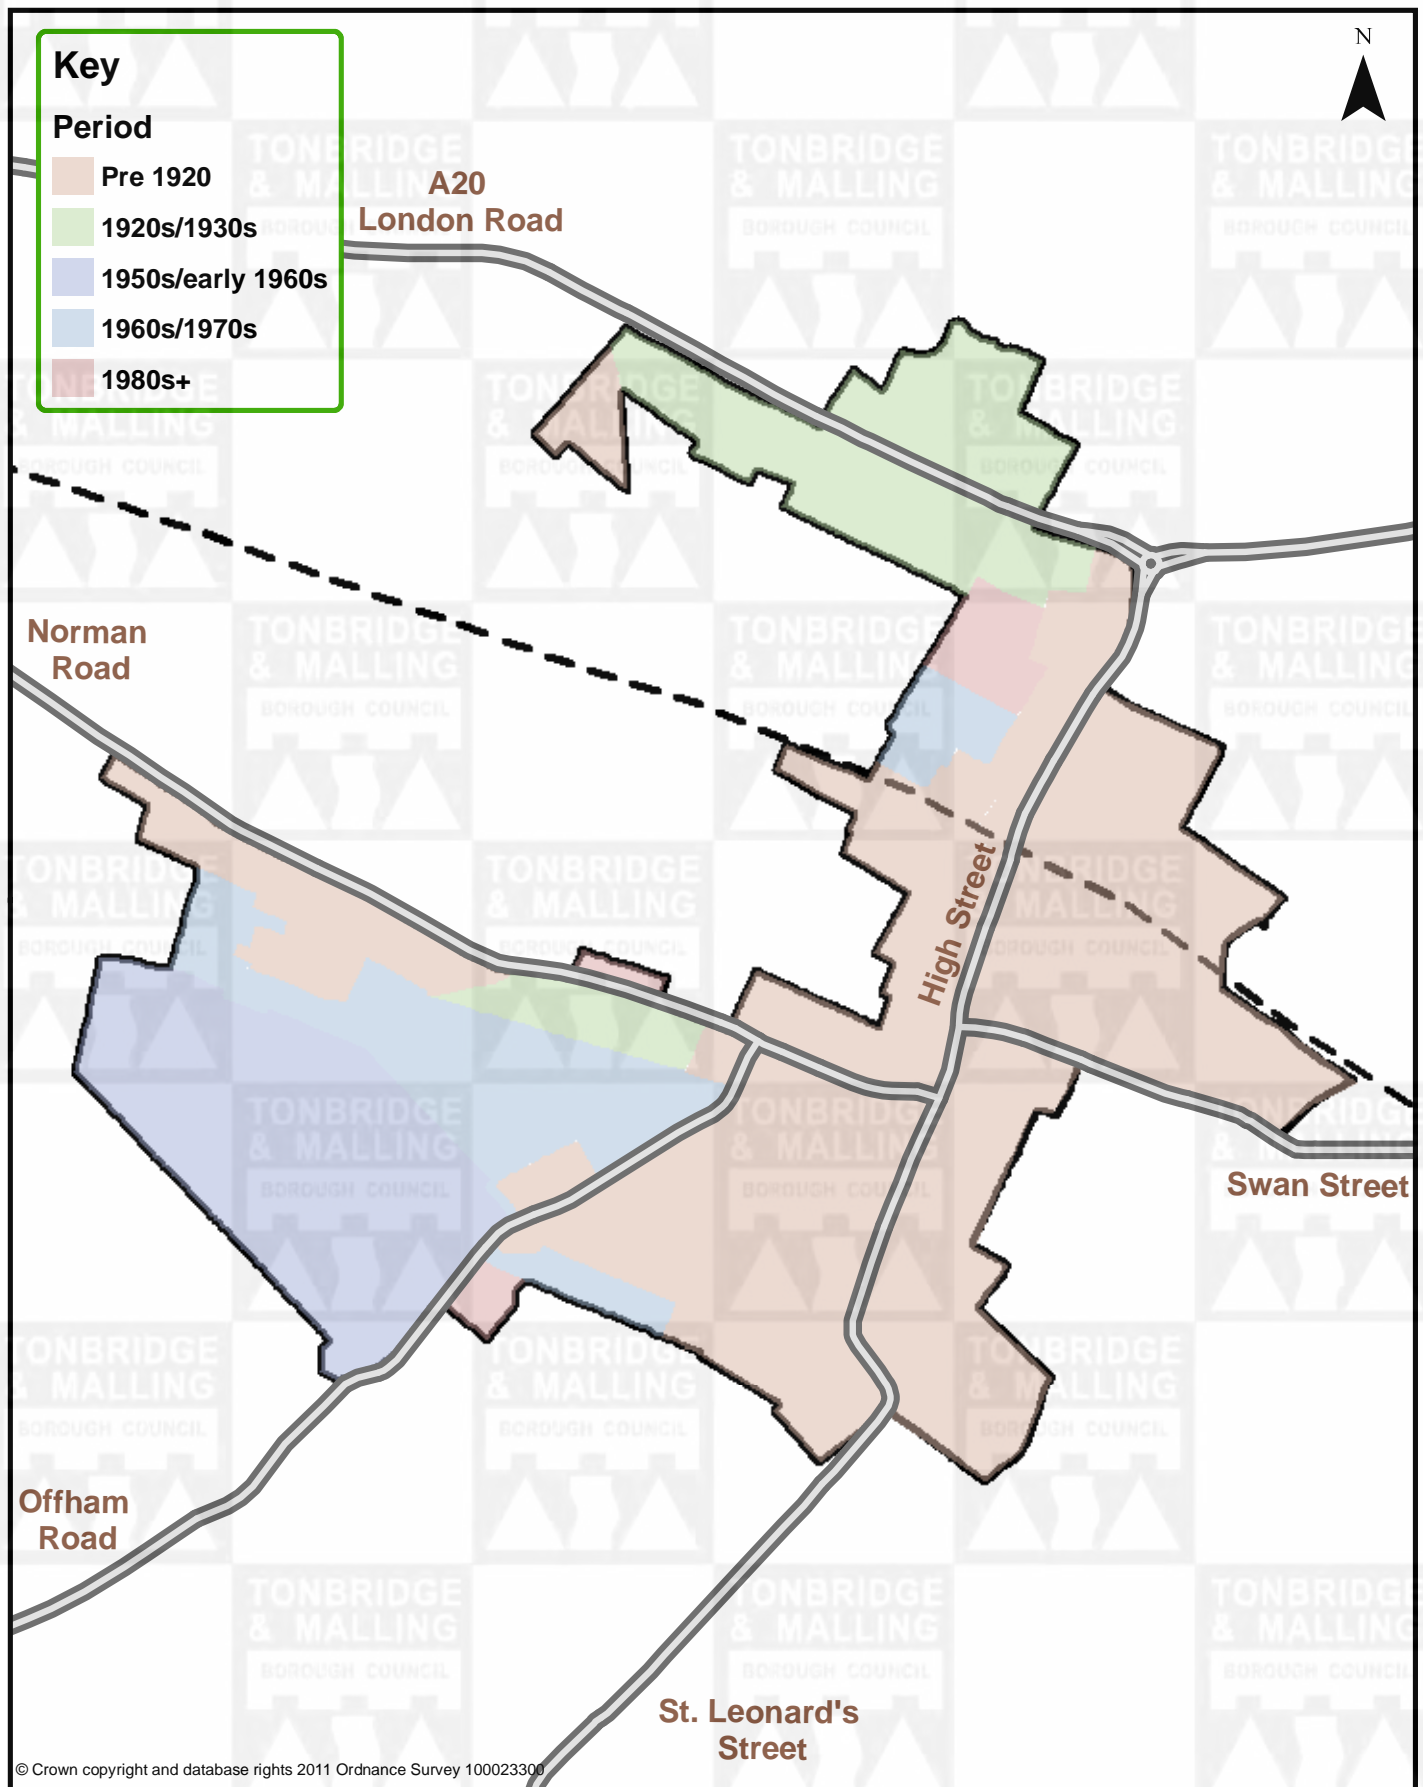 Key
Period
Pre 1920
1920s/1930s
1950s/early 1960s
1960s/1970s
1980s+
N
A20
London Road
Norman
Road
High Street
Swan Street
Offham
Road
St. Leonard's
Street
© Crown copyright and database rights 2011 Ordnance Survey 100023300
TONBRIDGE
& MALLING
BOROUGH COUNCIL